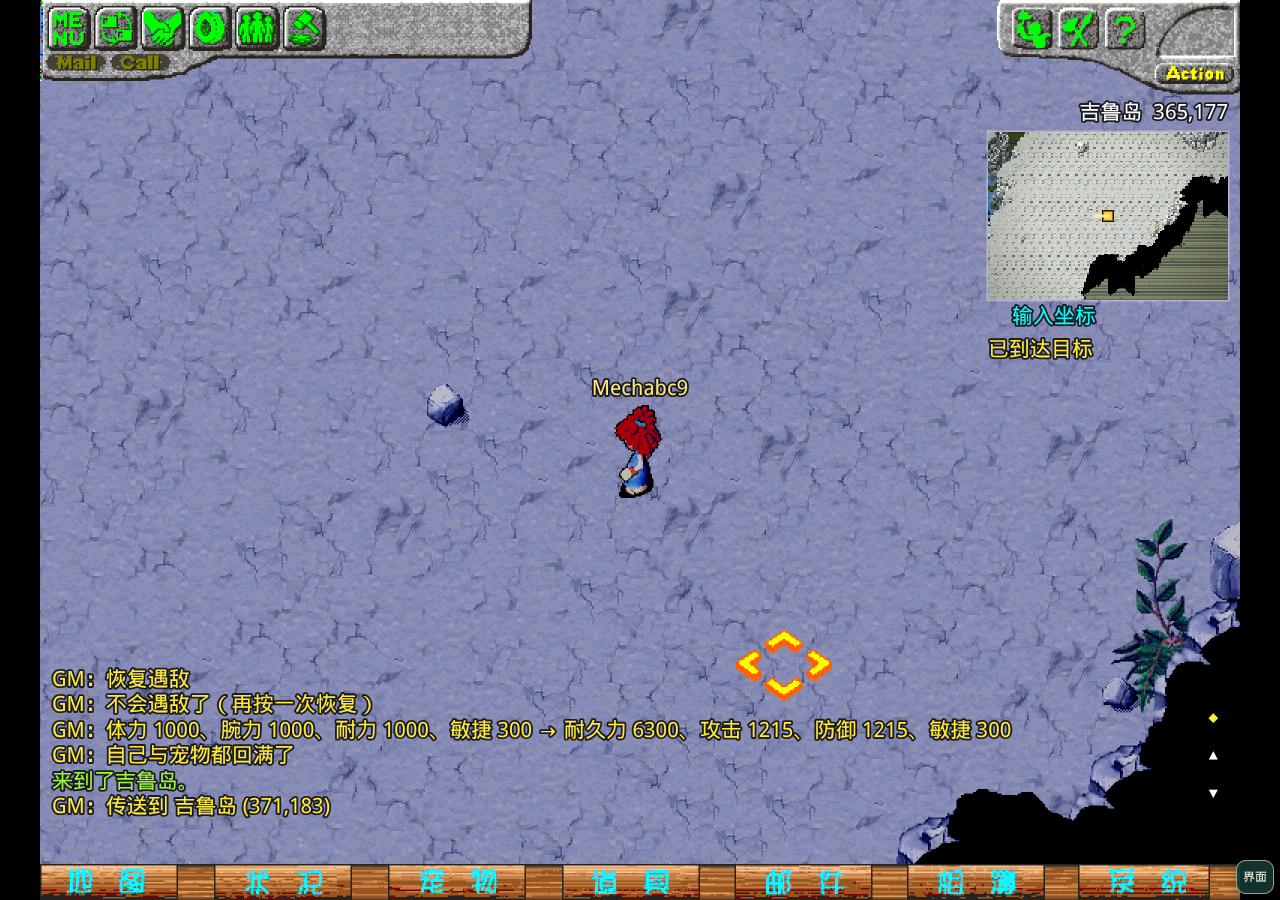 MENU
Mail Call
Action
吉鲁岛 365,177
输入坐标
已到达目标
Mechabc9
GM：恢复遇敌
GM：不会遇敌了（再按一次恢复）
GM：体力 1000、腕力 1000、耐力 1000、敏捷 300 → 耐久力 6300、攻击 1215、防御 1215、敏捷 300
GM：自己与宠物都回满了
来到了吉鲁岛。
GM：传送到 吉鲁岛 (371,183)
地图 状况 宠物 道具 邮件 相簿 系统
界面